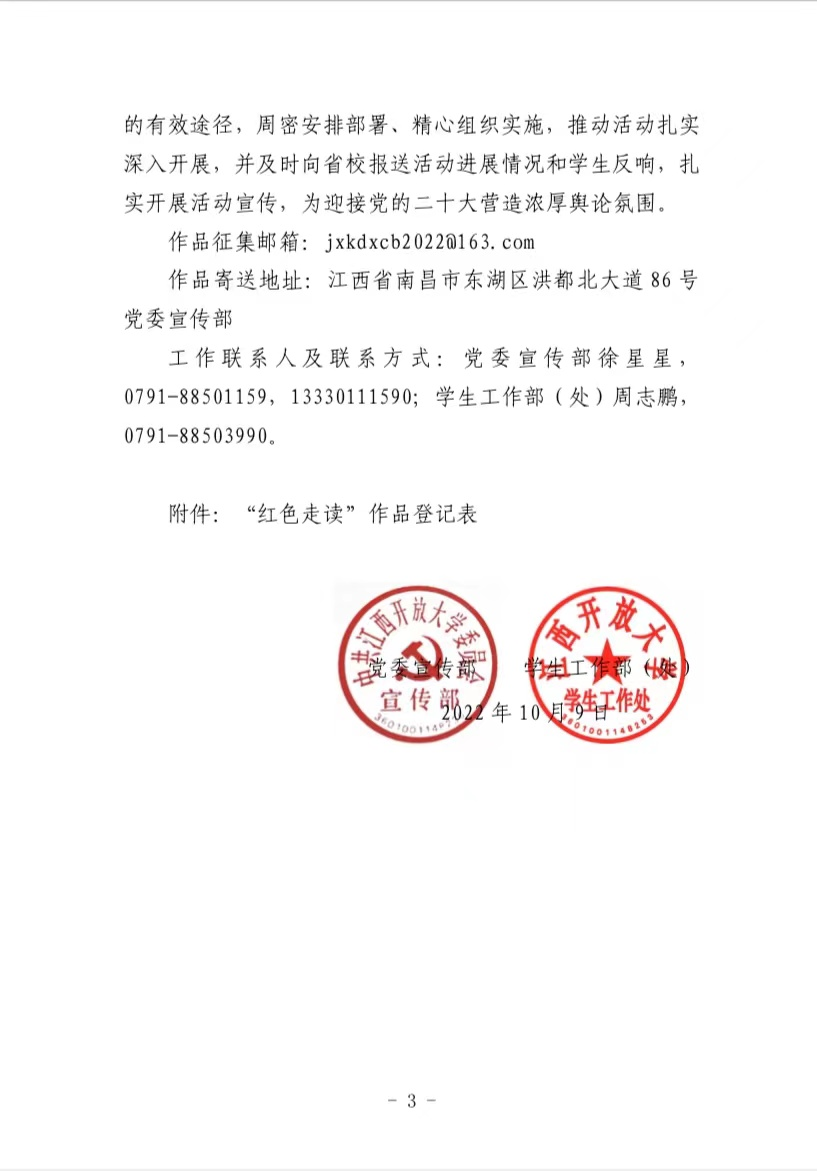 的有效途径，周密安排部署、精心组织实施，推动活动扎实
深入开展，并及时向省校报送活动进展情况和学生反响，扎
实开展活动宣传，为迎接党的二十大营造浓厚舆论氛围。
作品征集邮箱：jxkdxcb2022@163.com
作品寄送地址：江西省南昌市东湖区洪都北大道 86 号
党委宣传部
工作联系人及联系方式：党委宣传部徐星星，
0791-88501159，13330111590；学生工作部（处）周志鹏，
0791-88503990。
附件：“红色走读”作品登记表
中共江西开放大学委员会
宣传部
江西开放大学
学生工作处
3601001148263
党委宣传部 学生工作部（处）
2022 年 10 月 9 日
- 3 -